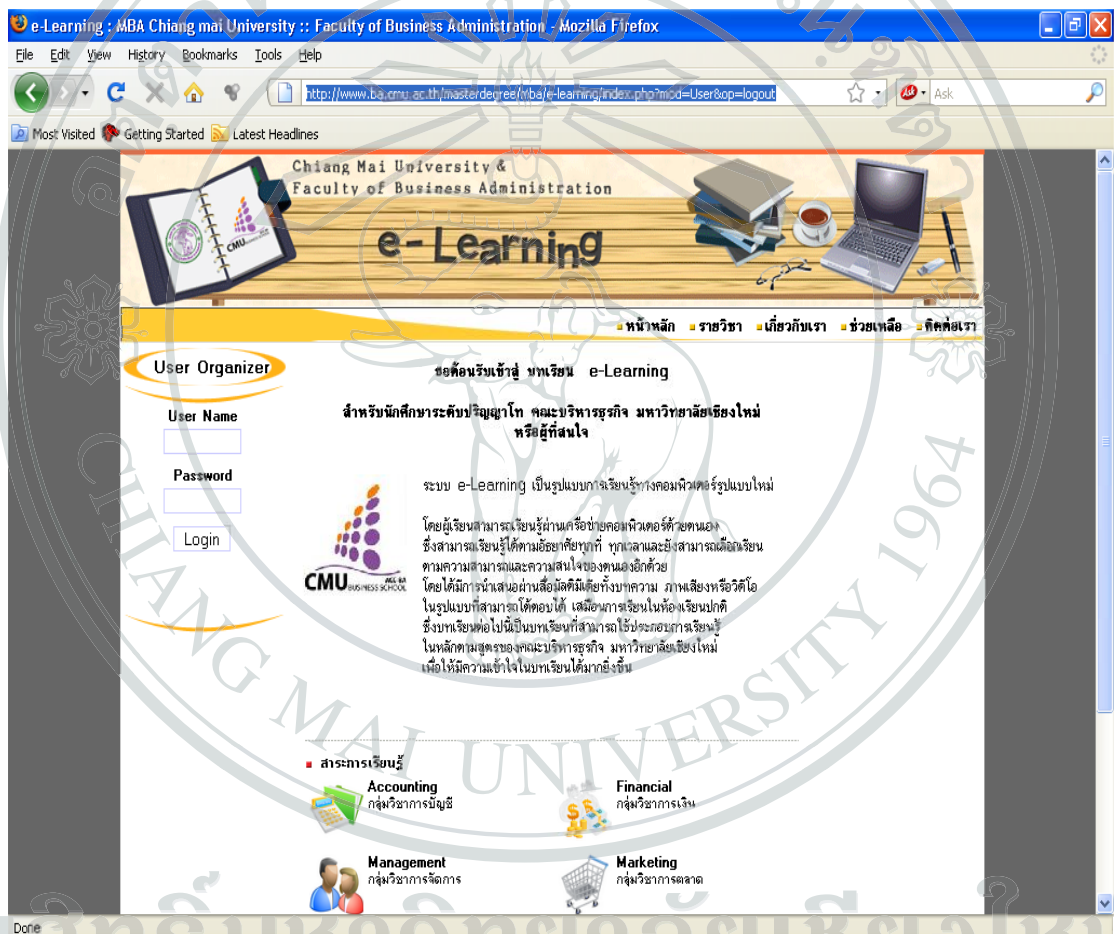 e-Learning : MBA Chiang mai University :: Faculty of Business Administration - Mozilla Firefox
File Edit View History Bookmarks Tools Help
http://www.ba.cmu.ac.th/masterdegree/mba/e-learning/index.php?mod=User&op=logout
Ask
Most Visited Getting Started Latest Headlines
Chiang Mai University &
Faculty of Business Administration
e-Learning
CMU
หน้าหลัก รายวิชา เกี่ยวกับเรา ช่วยเหลือ ติดต่อเรา
User Organizer
User Name
Password
Login
ขอต้อนรับเข้าสู่ บทเรียน e-Learning
สำหรับนักศึกษาระดับปริญญาโท คณะบริหารธุรกิจ มหาวิทยาลัยเชียงใหม่
หรือผู้ที่สนใจ
CMU BUSINESS SCHOOL
ระบบ e-Learning เป็นรูปแบบการเรียนรู้ทางคอมพิวเตอร์รูปแบบใหม่
โดยผู้เรียนสามารถเรียนรู้ผ่านเครือข่ายคอมพิวเตอร์ด้วยตนเอง
ซึ่งสามารถเรียนรู้ได้ตามอัธยาศัยทุกที่ ทุกเวลาและยังสามารถเลือกเรียน
ตามความสามารถและความสนใจของตนเองอีกด้วย
โดยได้มีการนำเสนอผ่านสื่อมัลติมีเดียทั้งบทความ ภาพเสียงหรือวิดีโอ
ในรูปแบบที่สามารถโต้ตอบได้ เสมือนการเรียนในห้องเรียนปกติ
ซึ่งบทเรียนต่อไปนี้เป็นบทเรียนที่สามารถใช้ประกอบการเรียนรู้
ในหลักตามสูตรของคณะบริหารธุรกิจ มหาวิทยาลัยเชียงใหม่
เพื่อให้มีความเข้าใจในบทเรียนได้มากยิ่งขึ้น
สาระการเรียนรู้
Accounting
กลุ่มวิชาการบัญชี
Financial
กลุ่มวิชาการเงิน
Management
กลุ่มวิชาการจัดการ
Marketing
กลุ่มวิชาการตลาด
Done
CHIANG MAI UNIVERSITY 1964